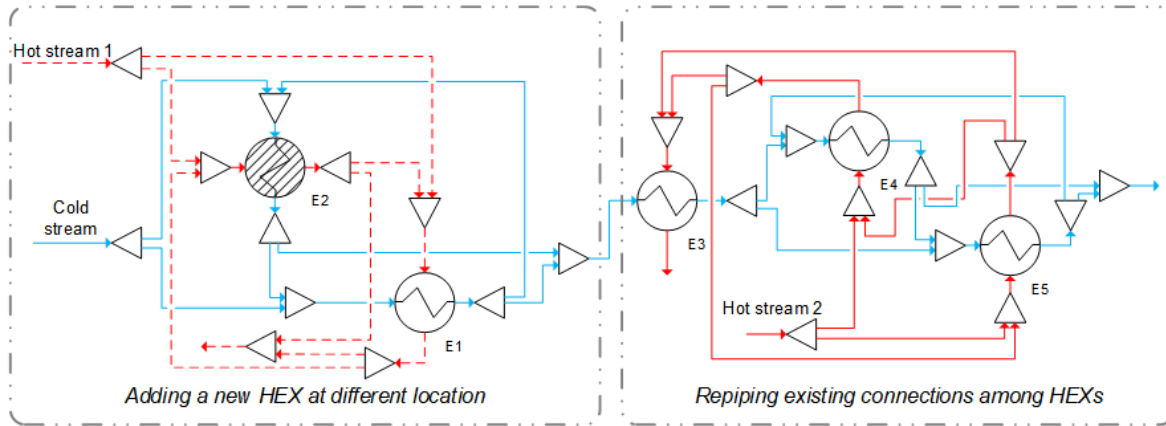 Hot stream 1
E2
Cold
stream
E1
Adding a new HEX at different location
E4
E3
E5
Hot stream 2
Repiping existing connections among HEXs